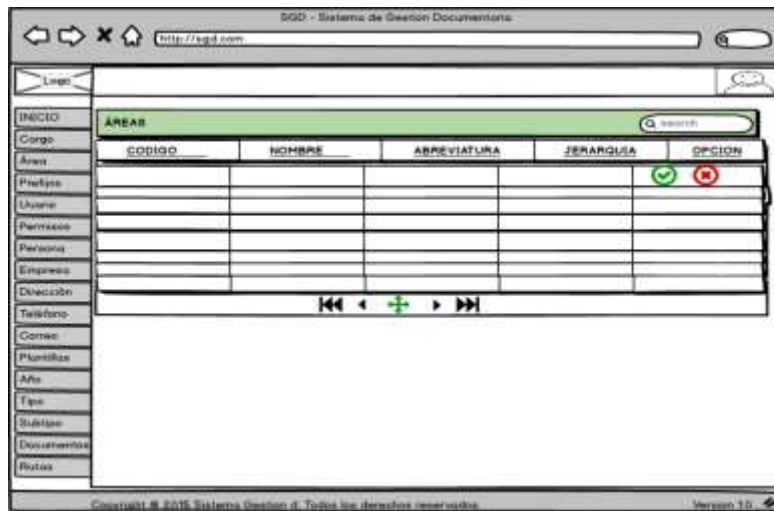 SGD - Sistema de Gestion Documentaria
http://sgd.com
Logo
INICIO
Cargo
Area
Prefijos
Usuario
Permisos
Persona
Empresa
Dirección
Teléfono
Correo
Plantillas
Año
Tipo
Subtipo
Documentos
Rutas
AREAS
search
CODIGO NOMBRE ABREVIATURA JERARQUIA OPCION
Copyright © 2015 Sistema Gestion d. Todos los derechos reservados
Version 1.0